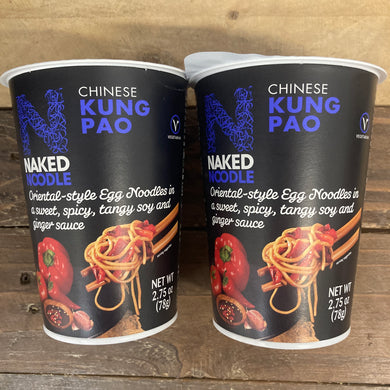 CHINESE
KUNG
PAO
VEGETARIAN
NAKED
NOODLE
Oriental-style Egg Noodles in
a sweet, spicy, tangy soy and
ginger sauce
NET WT
2.75 oz
(78g)
CHINESE
KUNG
PAO
VEGETARIAN
NAKED
NOODLE
Oriental-style Egg Noodles in
a sweet, spicy, tangy soy and
ginger sauce
NET WT
2.75 oz
(78g)